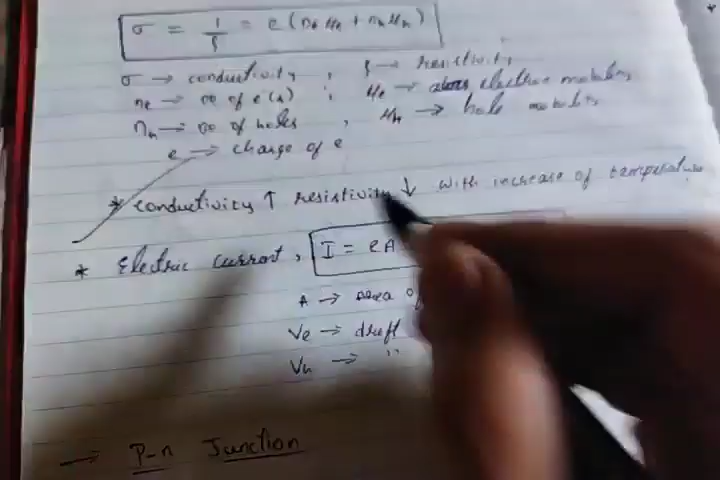 σ = 1/ρ = e(neμe + nhμh)
σ → conductivity, ρ → resistivity
ne → no of e(s), μe → electron mobility
nh → no of holes, μh → hole mobility
e → charge of e
* conductivity ↑ resistivity ↓ with increase of temperature
* Electric current, I = eA
A → area of
Ve → drift
Vh → "
→ P-n Junction